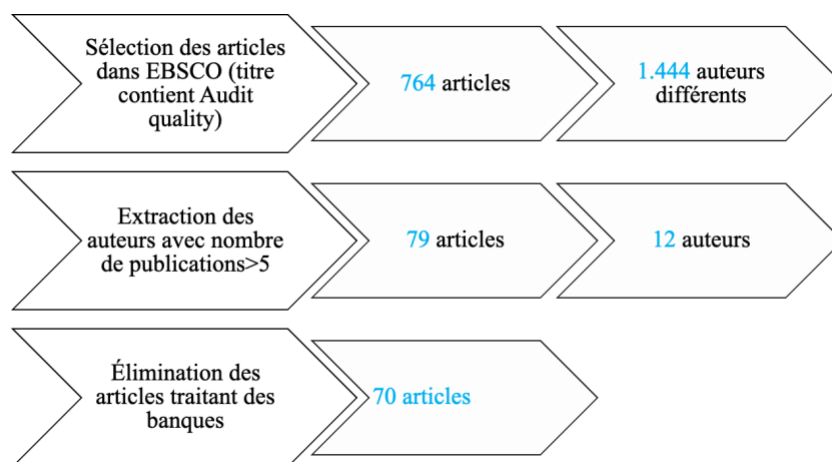 Sélection des articles
dans EBSCO (titre
contient Audit
quality)
764 articles
1.444 auteurs
différents
Extraction des
auteurs avec nombre
de publications>5
79 articles
12 auteurs
Élimination des
articles traitant des
banques
70 articles